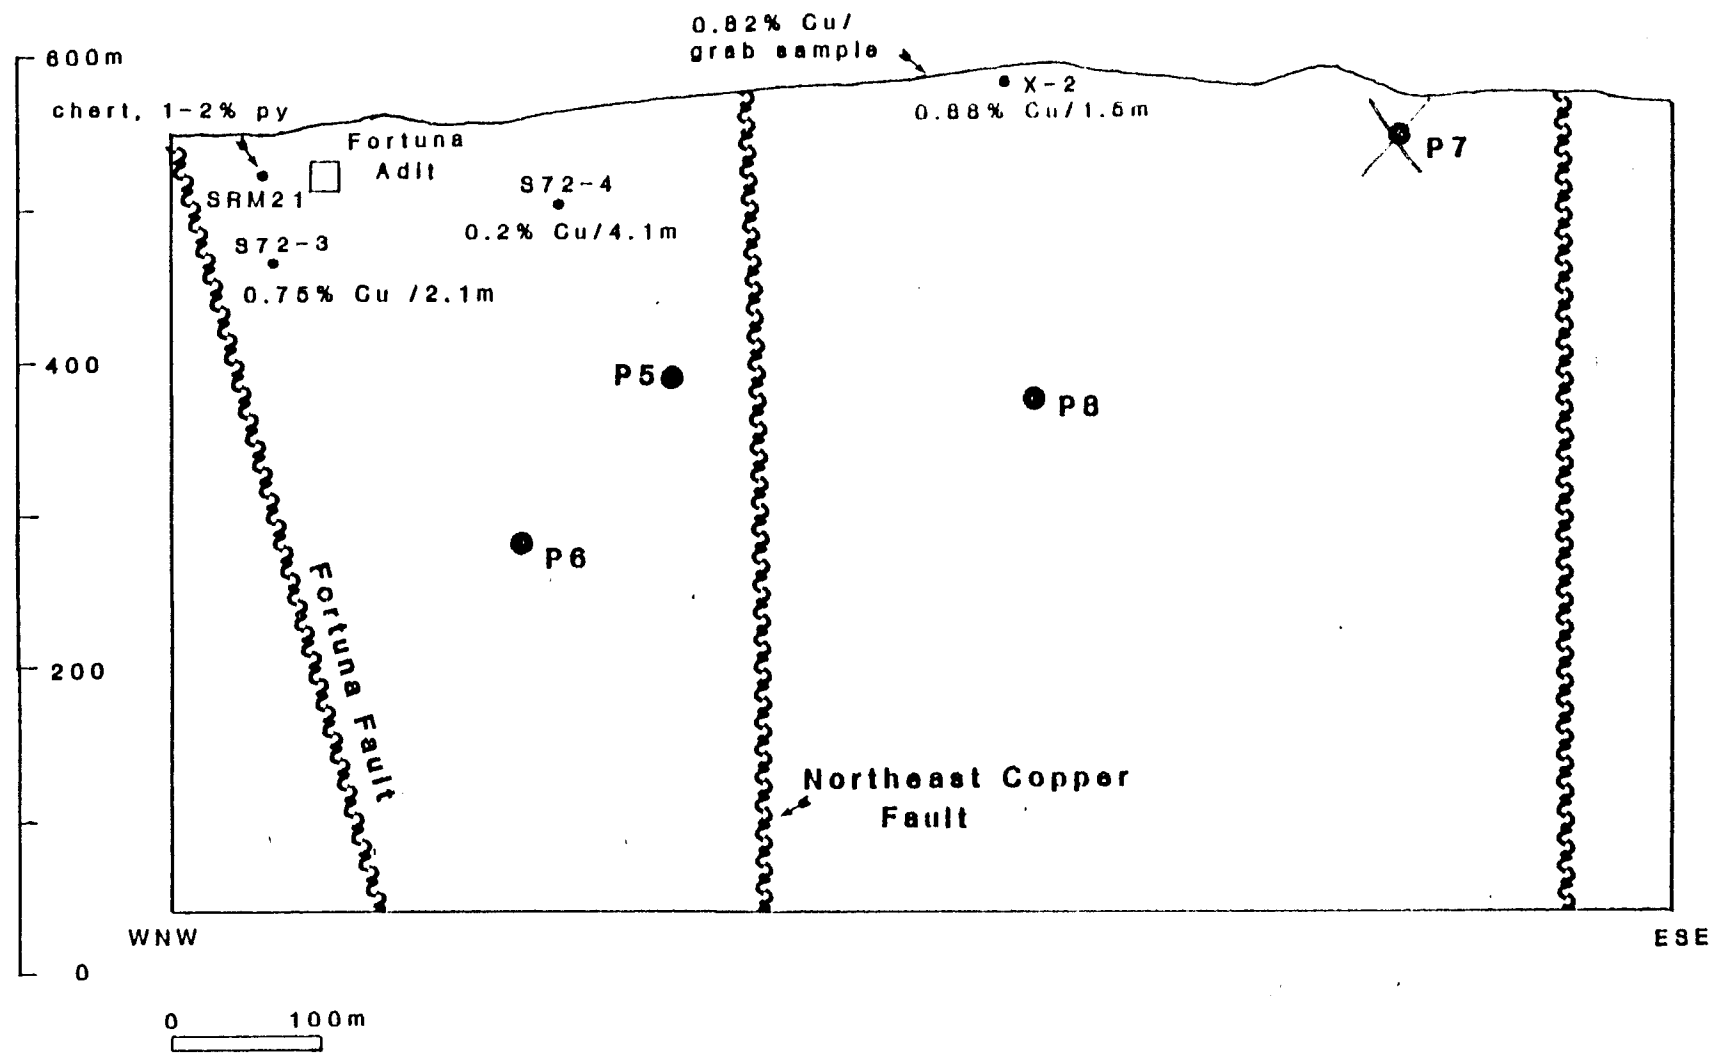 0.82% Cu/
grab sample
600m
X-2
0.88% Cu/1.5m
chert, 1-2% py
Fortuna
Adit
P7
S72-4
SRM21
0.2% Cu/4.1m
S72-3
0.75% Cu /2.1m
400
P5
P8
P6
Fortuna Fault
200
Northeast Copper
Fault
WNW
ESE
0
0 100m